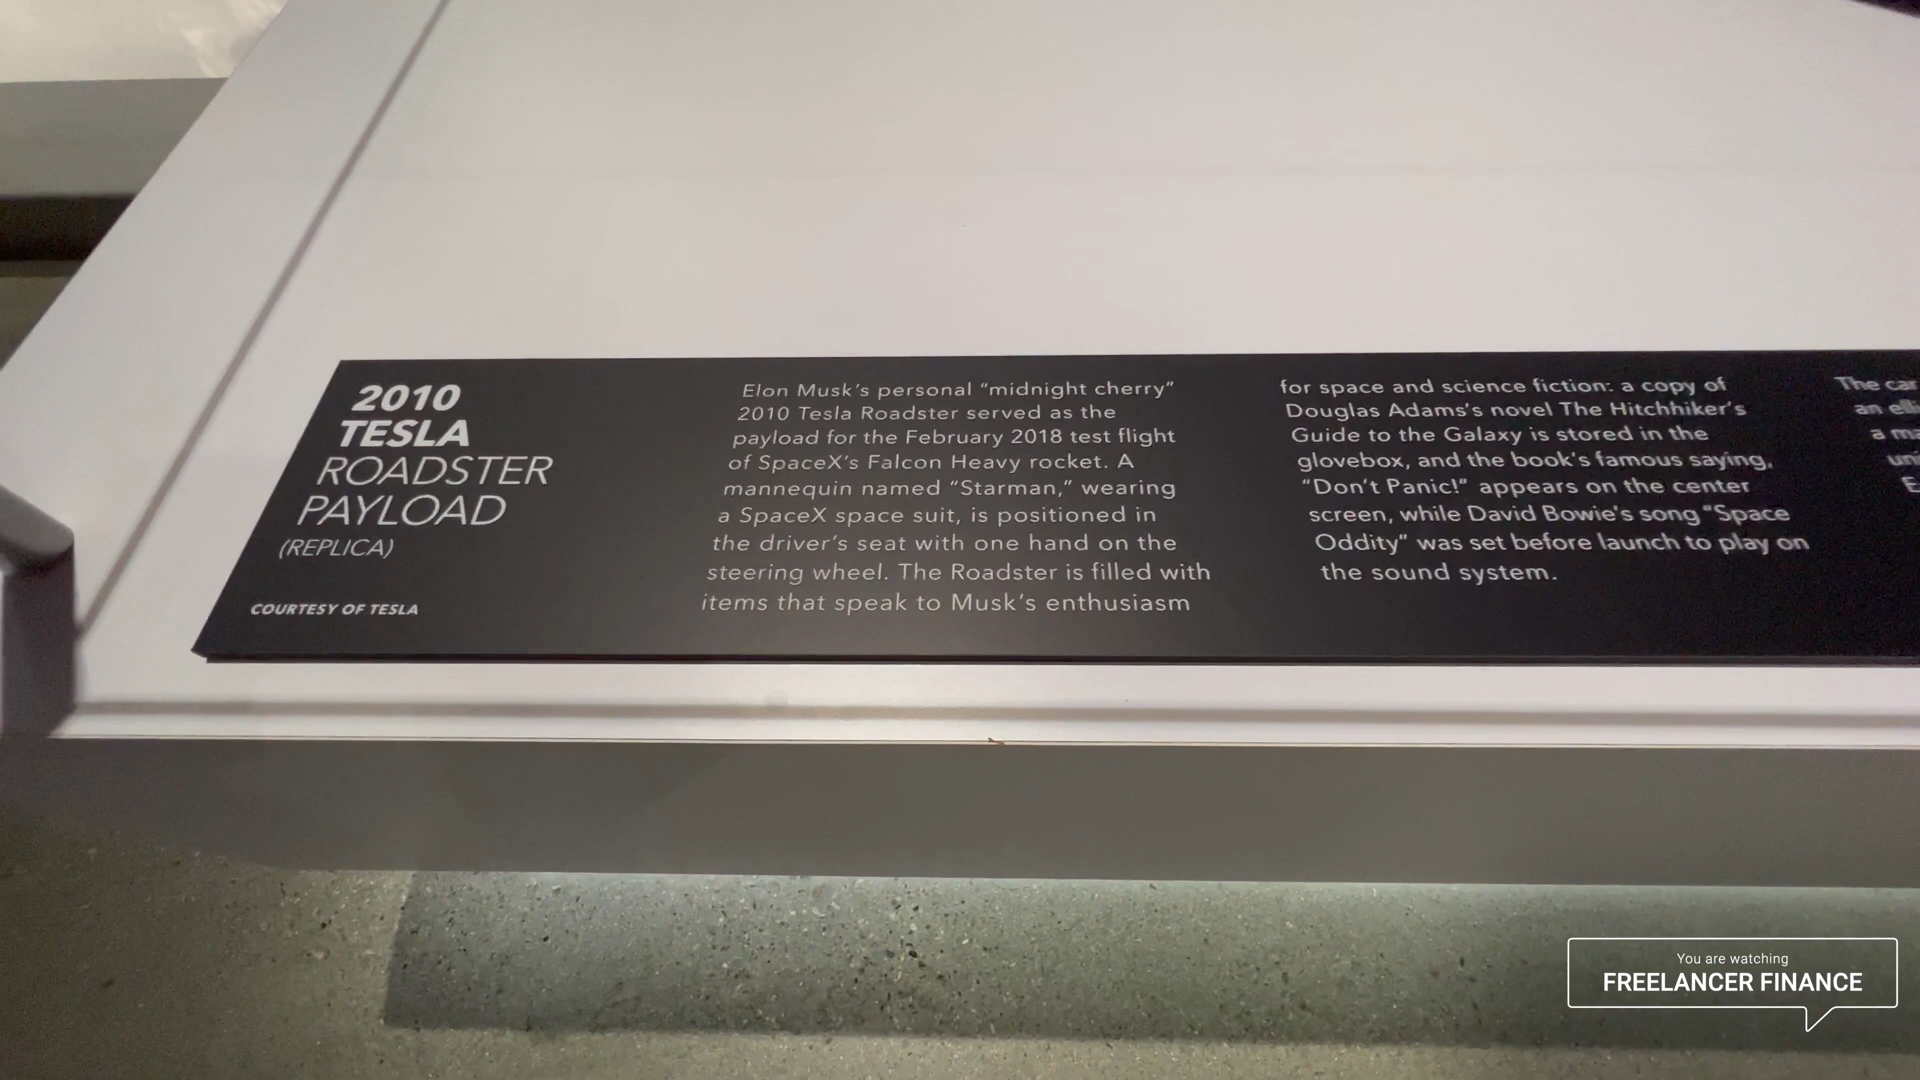 2010
TESLA
ROADSTER
PAYLOAD
(REPLICA)
COURTESY OF TESLA
Elon Musk's personal "midnight cherry"
2010 Tesla Roadster served as the
payload for the February 2018 test flight
of SpaceX's Falcon Heavy rocket. A
mannequin named "Starman," wearing
a SpaceX space suit, is positioned in
the driver's seat with one hand on the
steering wheel. The Roadster is filled with
items that speak to Musk's enthusiasm
for space and science fiction: a copy of
Douglas Adams's novel The Hitchhiker's
Guide to the Galaxy is stored in the
glovebox, and the book's famous saying,
"Don't Panic!" appears on the center
screen, while David Bowie's song "Space
Oddity" was set before launch to play on
the sound system.
The car
an
a
You are watching
FREELANCER FINANCE